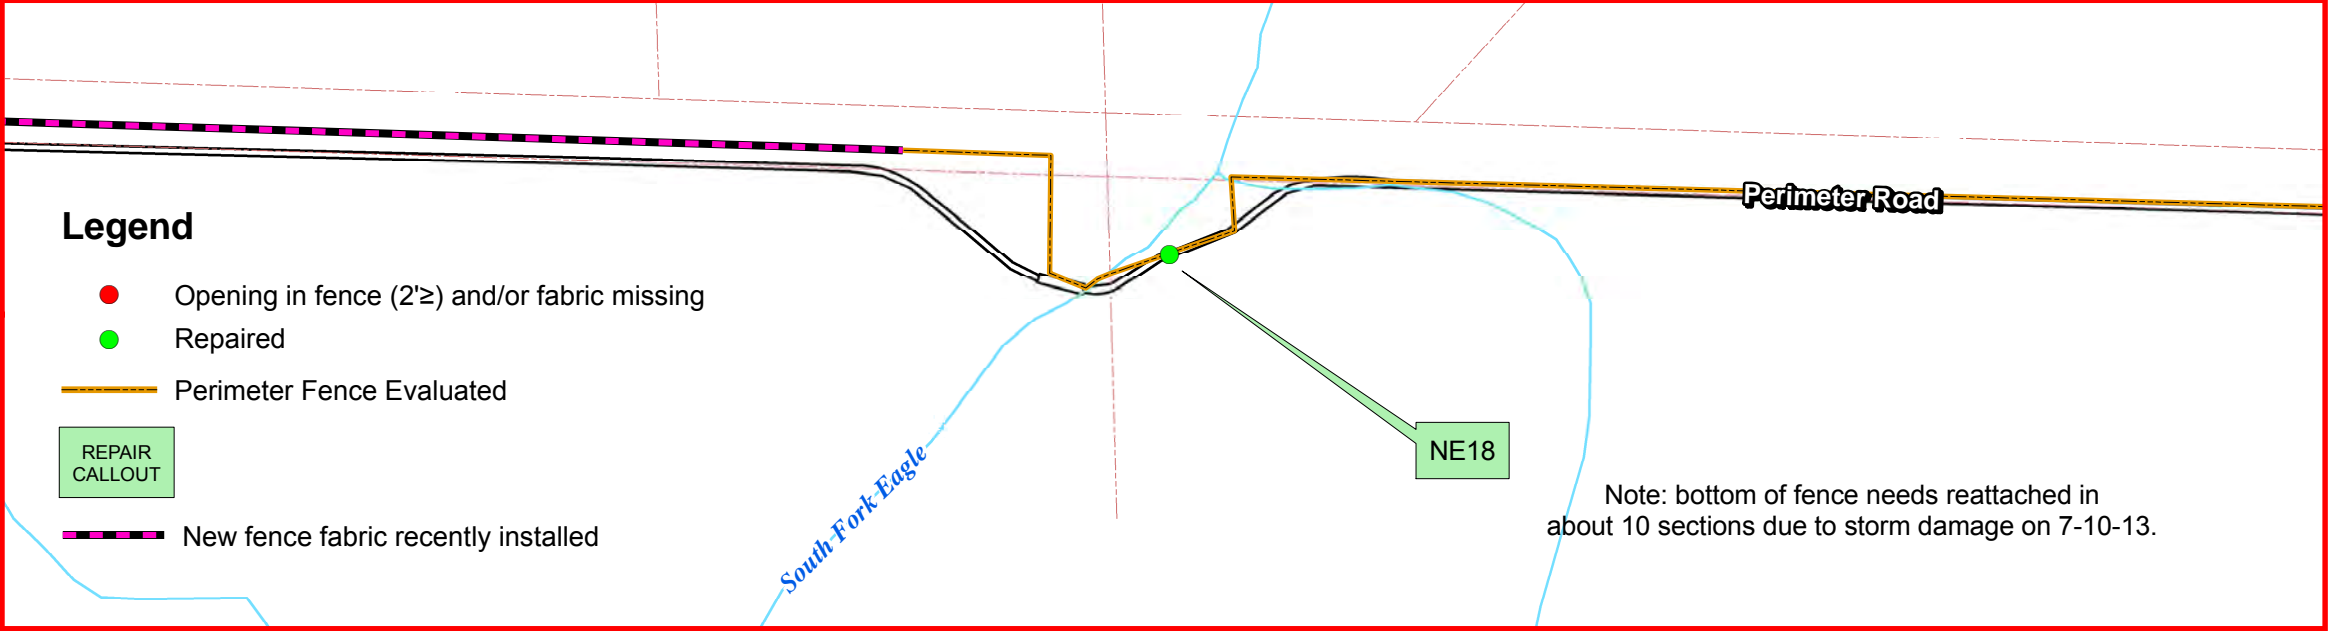 Perimeter Road
Legend
Opening in fence (2'≥) and/or fabric missing
Repaired
Perimeter Fence Evaluated
REPAIR
CALLOUT
New fence fabric recently installed
South Fork Eagle
NE18
Note: bottom of fence needs reattached in
about 10 sections due to storm damage on 7-10-13.